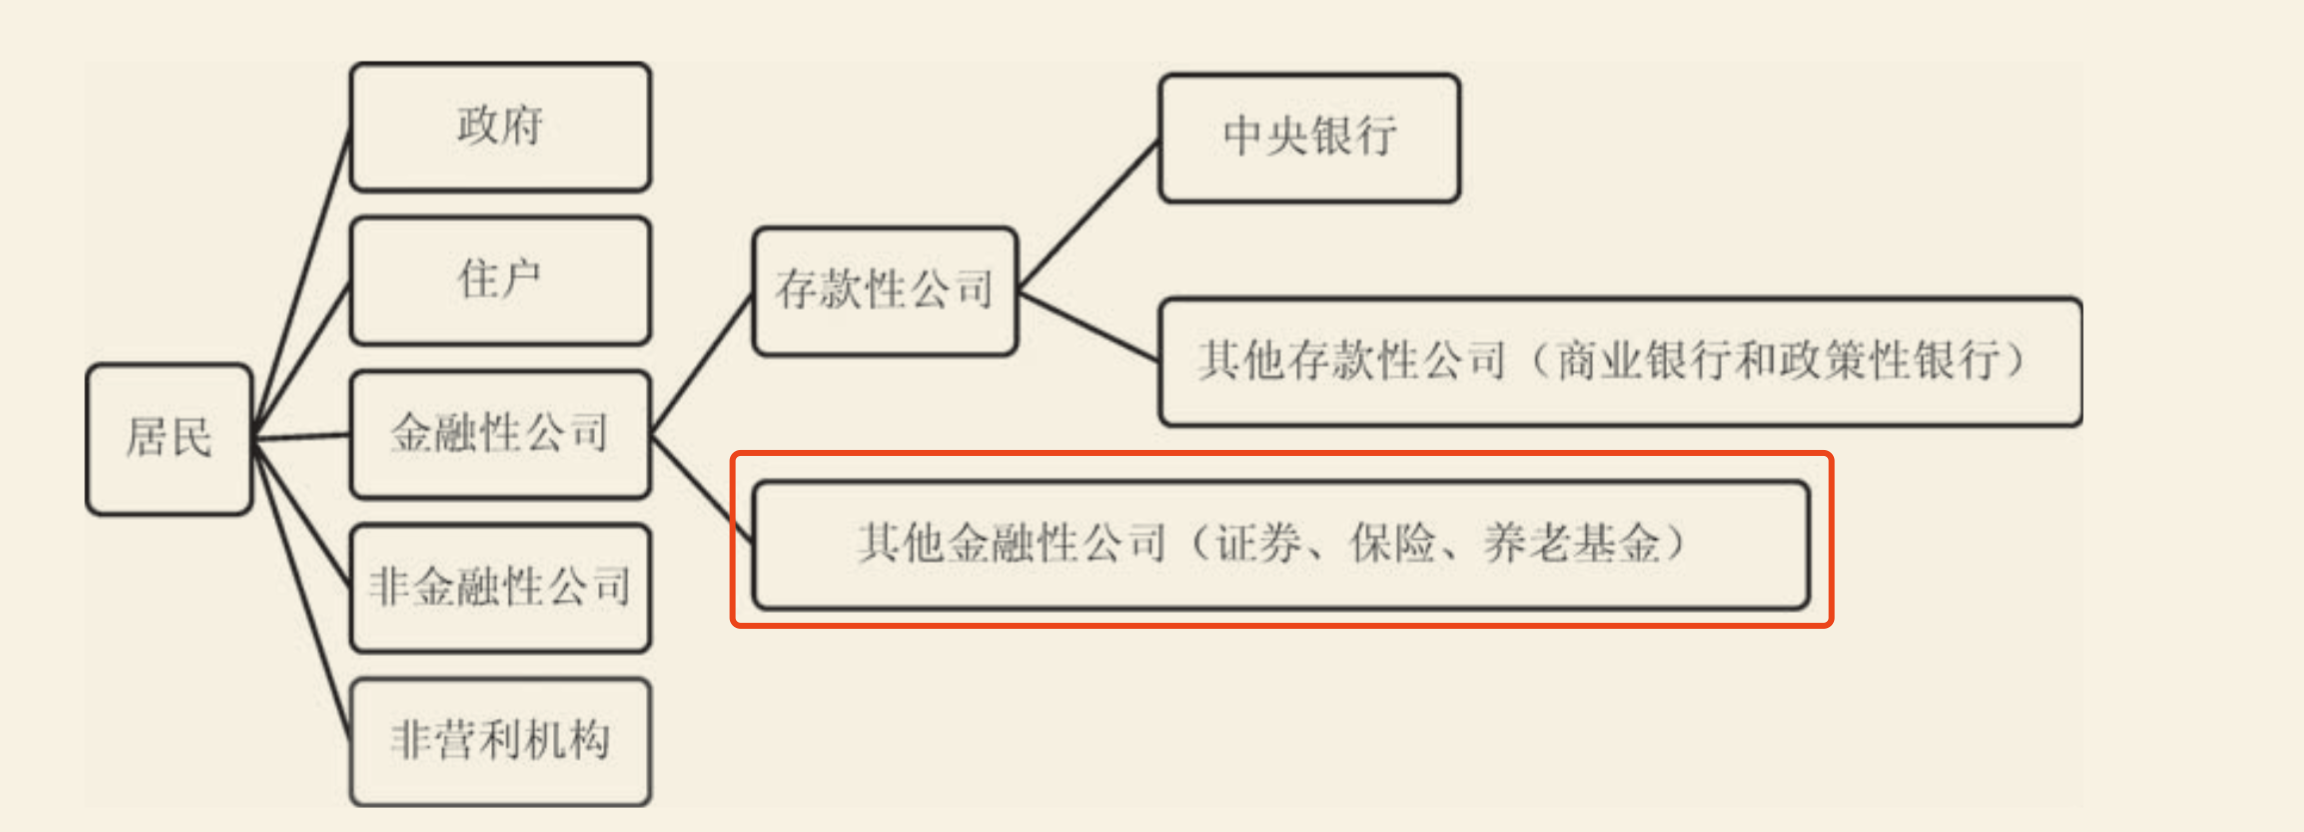 居民
政府
住户
金融性公司
非金融性公司
非营利机构
存款性公司
其他金融性公司（证券、保险、养老基金）
中央银行
其他存款性公司（商业银行和政策性银行）